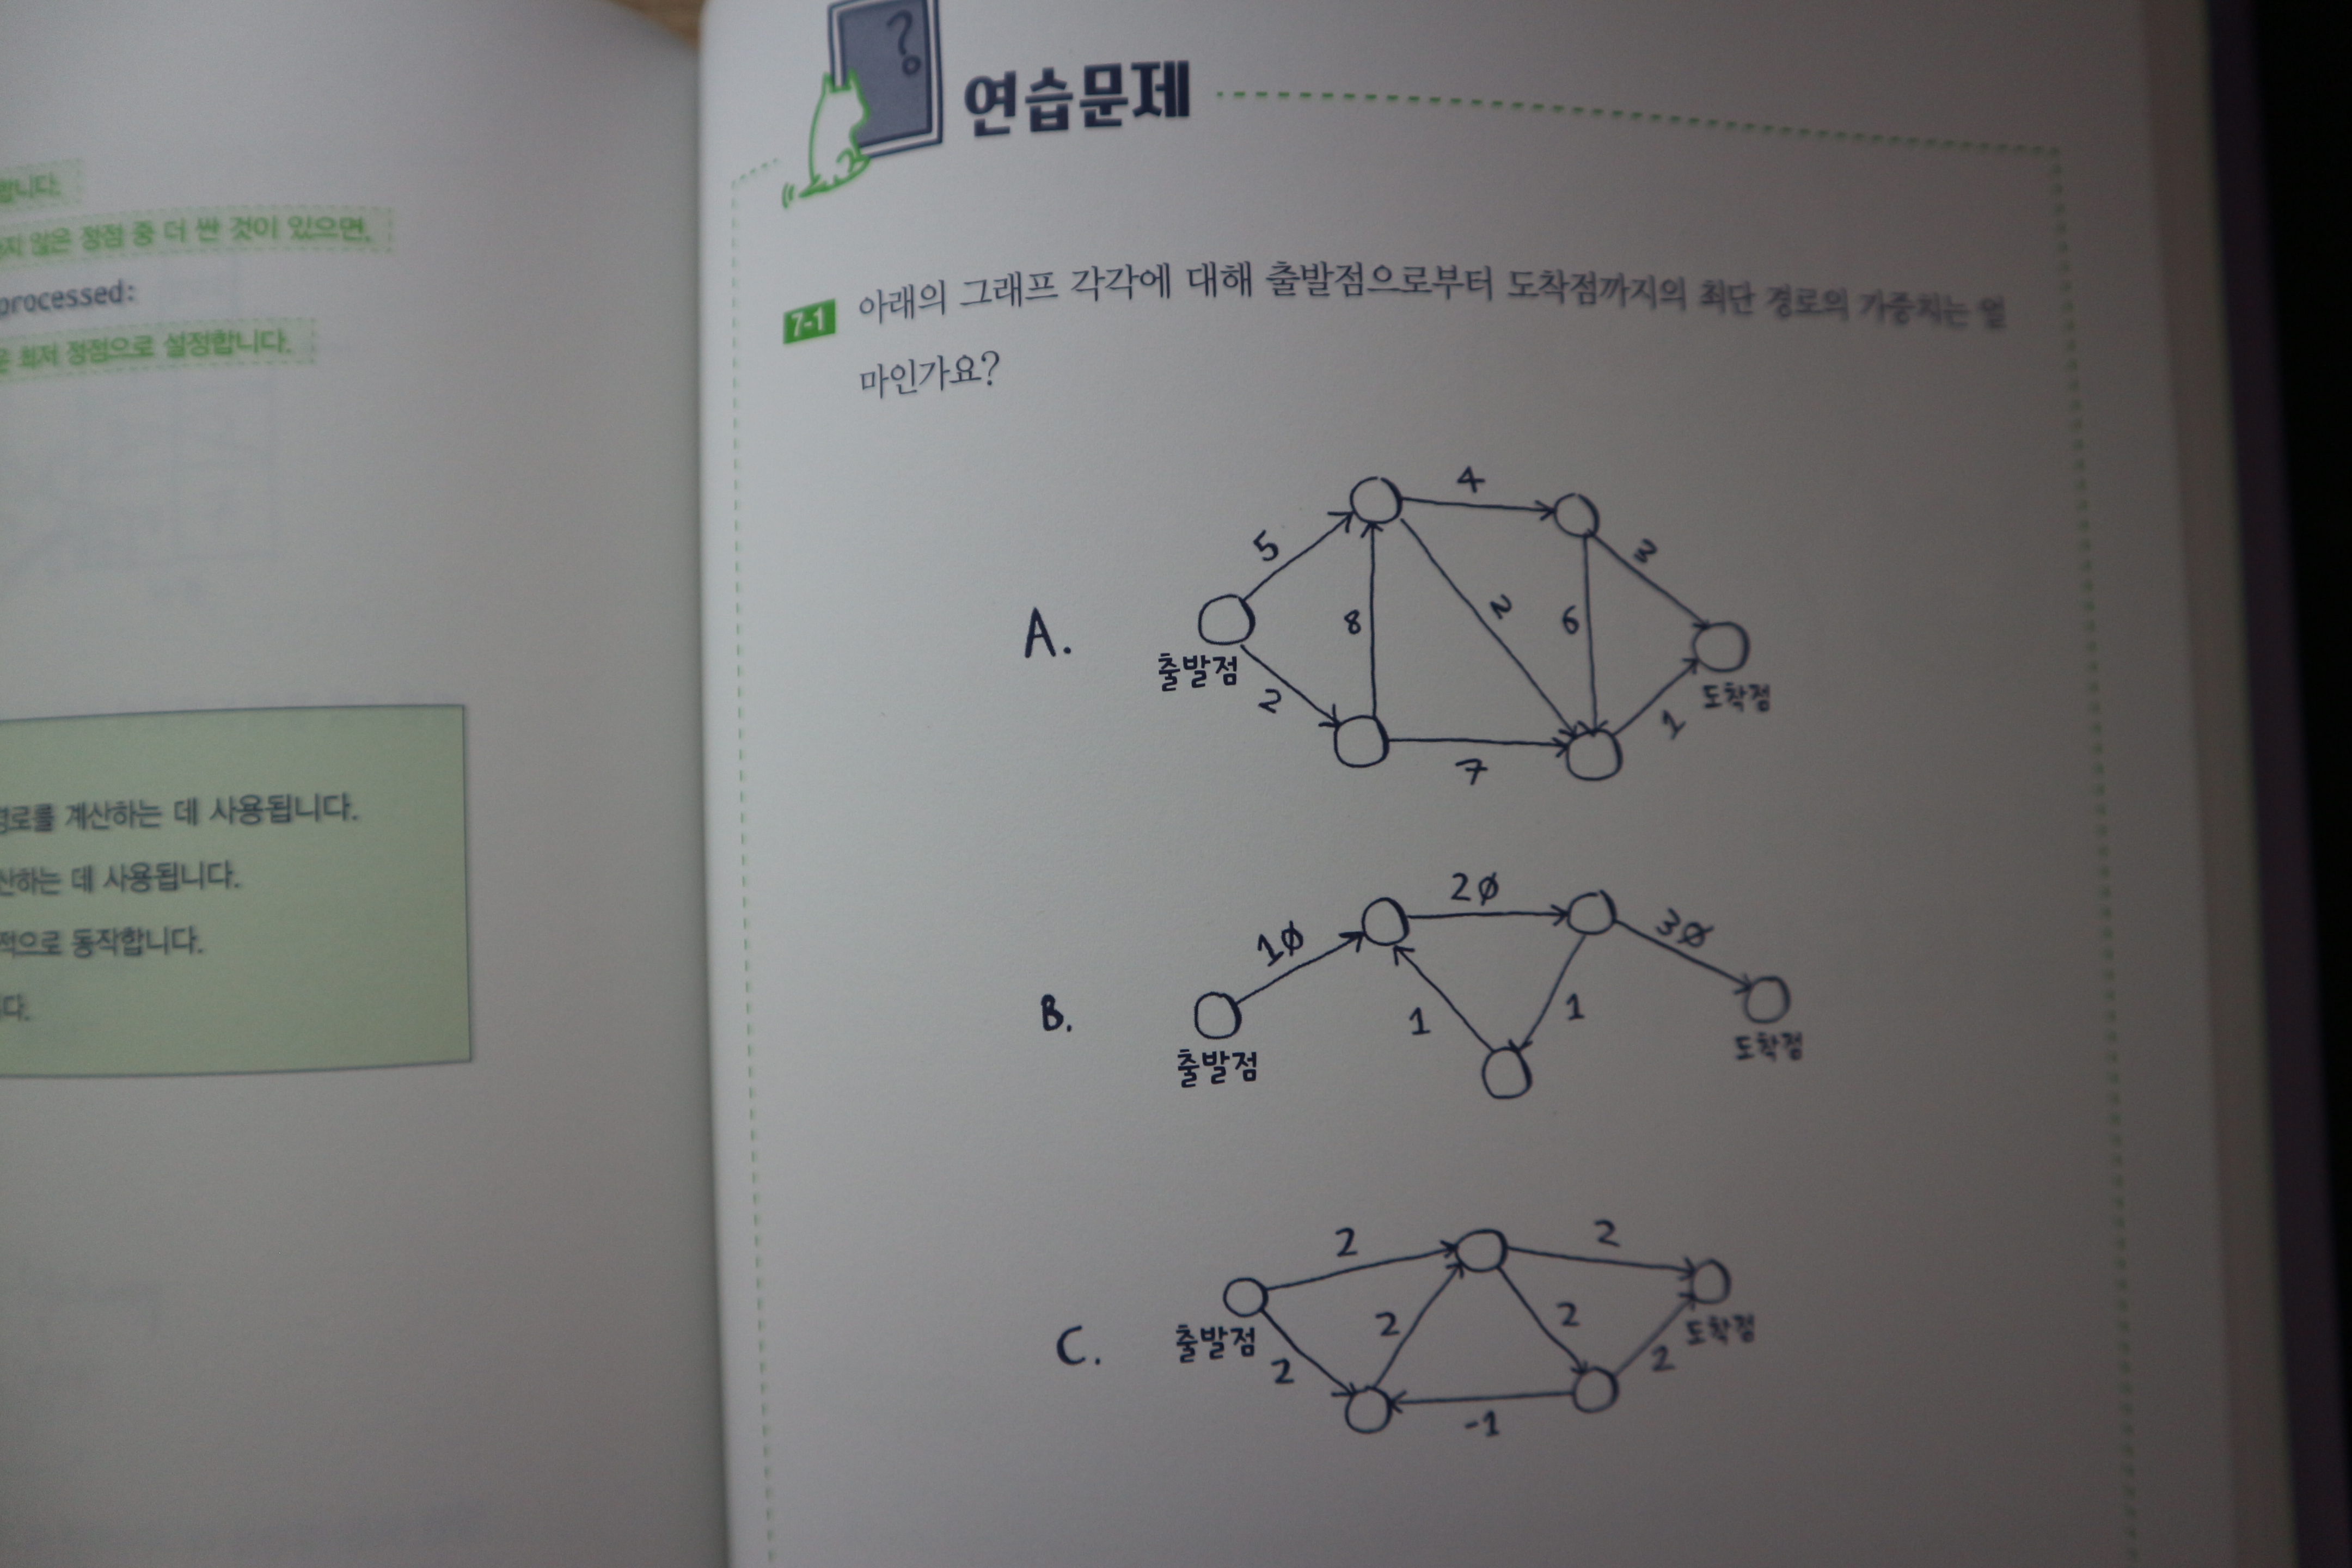 합니다.
지 않은 정점 중 더 싼 것이 있으면,
processed:
최저 정점으로 설정합니다.
경로를 계산하는 데 사용됩니다.
산하는 데 사용됩니다.
적으로 동작합니다.
니다.
?
연습문제
7-1 아래의 그래프 각각에 대해 출발점으로부터 도착점까지의 최단 경로의 가중치는 얼
마인가요?
A.
4
5
3
8
2
6
출발점
2
도착점
1
7
B.
2∅
1∅
3∅
1
1
출발점
도착점
C.
2
2
2
2
출발점
도착점
2
2
-1